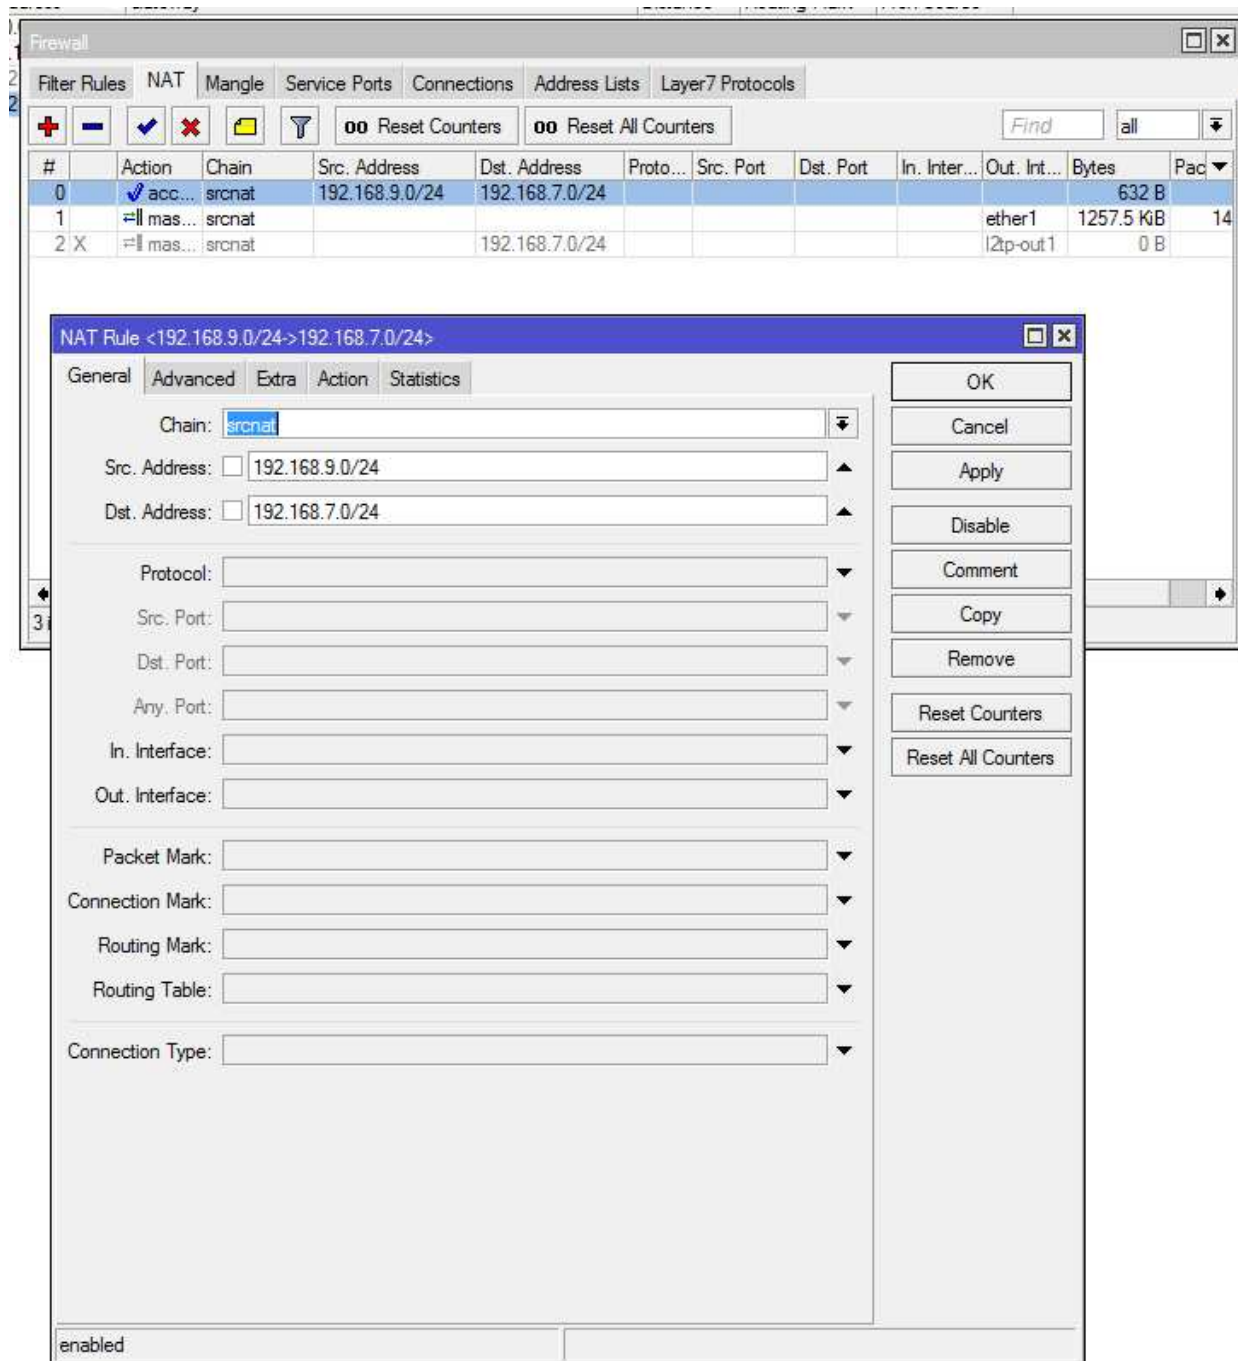 Firewall
Filter Rules NAT Mangle Service Ports Connections Address Lists Layer7 Protocols
00 Reset Counters 00 Reset All Counters Find all
# Action Chain Src. Address Dst. Address Proto... Src. Port Dst. Port In. Inter... Out. Int... Bytes Pac
0 acc... srcnat 192.168.9.0/24 192.168.7.0/24 632 B
1 mas... srcnat ether1 1257.5 KiB 14
2 X mas... srcnat 192.168.7.0/24 l2tp-out1 0 B
NAT Rule <192.168.9.0/24->192.168.7.0/24>
General Advanced Extra Action Statistics
OK
Chain: srcnat
Cancel
Src. Address: 192.168.9.0/24
Apply
Dst. Address: 192.168.7.0/24
Disable
Protocol:
Comment
3 i
Src. Port:
Copy
Dst. Port:
Remove
Any. Port:
Reset Counters
In. Interface:
Reset All Counters
Out. Interface:
Packet Mark:
Connection Mark:
Routing Mark:
Routing Table:
Connection Type:
enabled